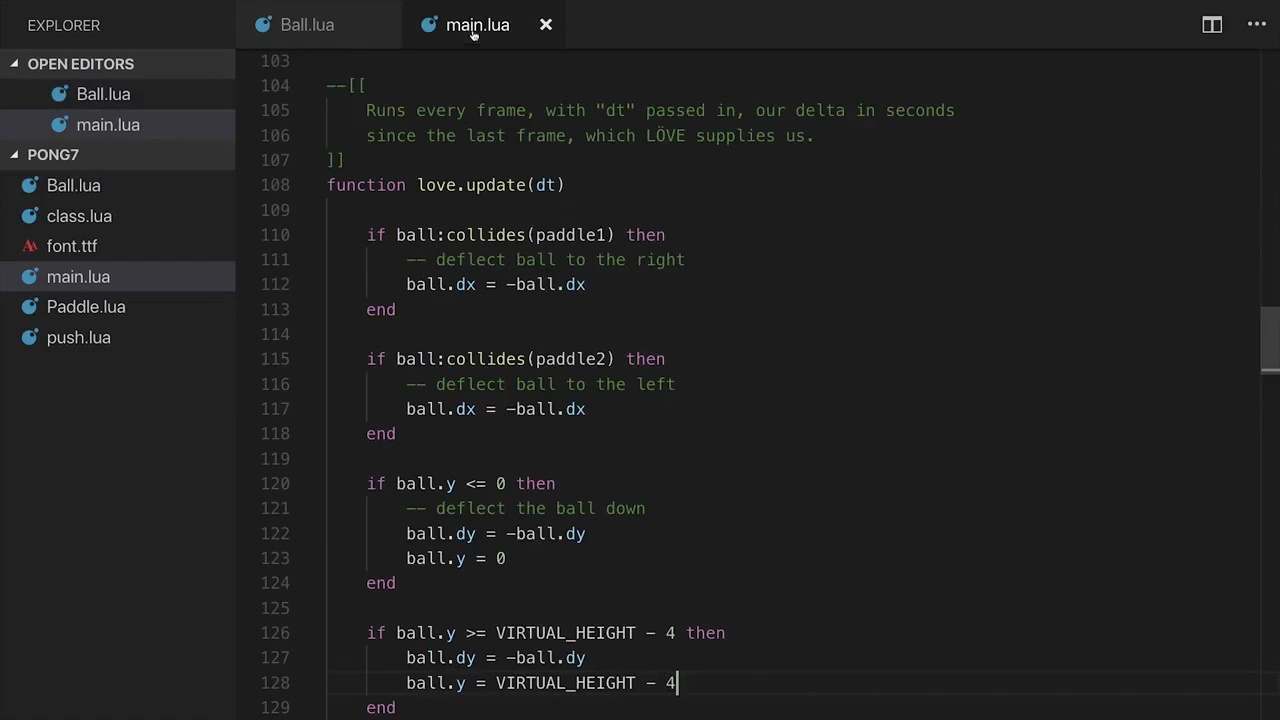 EXPLORER
OPEN EDITORS
Ball.lua
main.lua
PONG7
Ball.lua
class.lua
font.ttf
main.lua
Paddle.lua
push.lua
Ball.lua
main.lua
103
104 --[[
105 Runs every frame, with "dt" passed in, our delta in seconds
106 since the last frame, which LÖVE supplies us.
107 ]]
108 function love.update(dt)
109
110 if ball:collides(paddle1) then
111 -- deflect ball to the right
112 ball.dx = -ball.dx
113 end
114
115 if ball:collides(paddle2) then
116 -- deflect ball to the left
117 ball.dx = -ball.dx
118 end
119
120 if ball.y <= 0 then
121 -- deflect the ball down
122 ball.dy = -ball.dy
123 ball.y = 0
124 end
125
126 if ball.y >= VIRTUAL_HEIGHT - 4 then
127 ball.dy = -ball.dy
128 ball.y = VIRTUAL_HEIGHT - 4
129 end